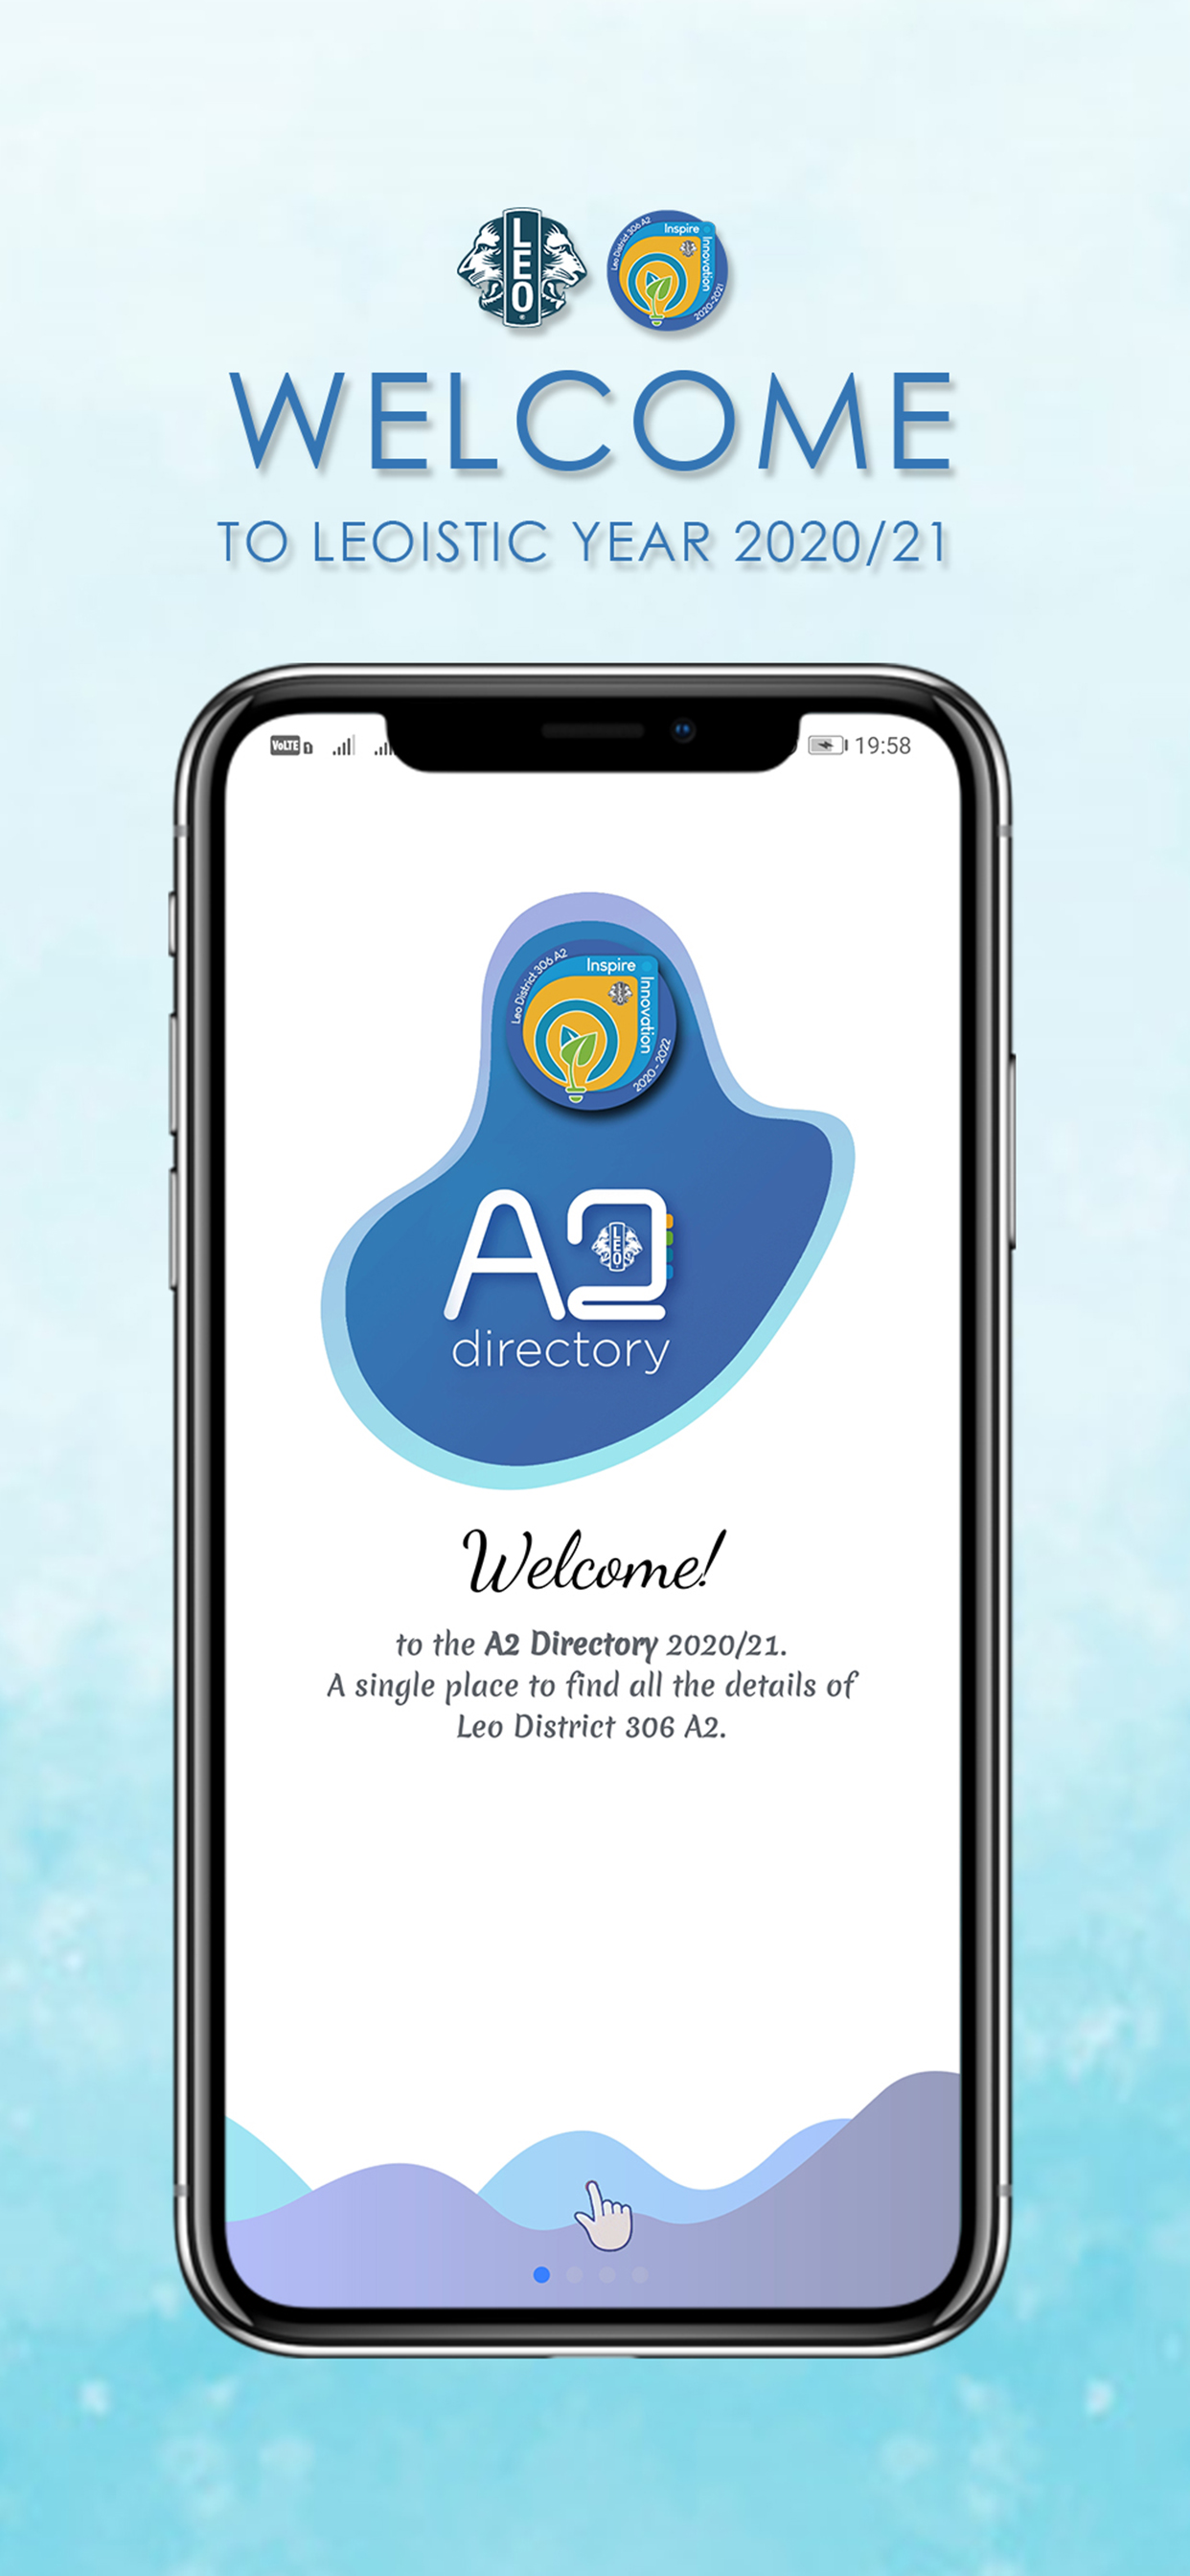 LEO
Leo District 306 A2
Inspire
Innovation
2020-2021
WELCOME
TO LEOISTIC YEAR 2020/21
VoLTE 1
19:58
Leo District 306 A2
Inspire
Innovation
2020 - 2022
A2
LEO
directory
Welcome!
to the A2 Directory 2020/21.
A single place to find all the details of
Leo District 306 A2.